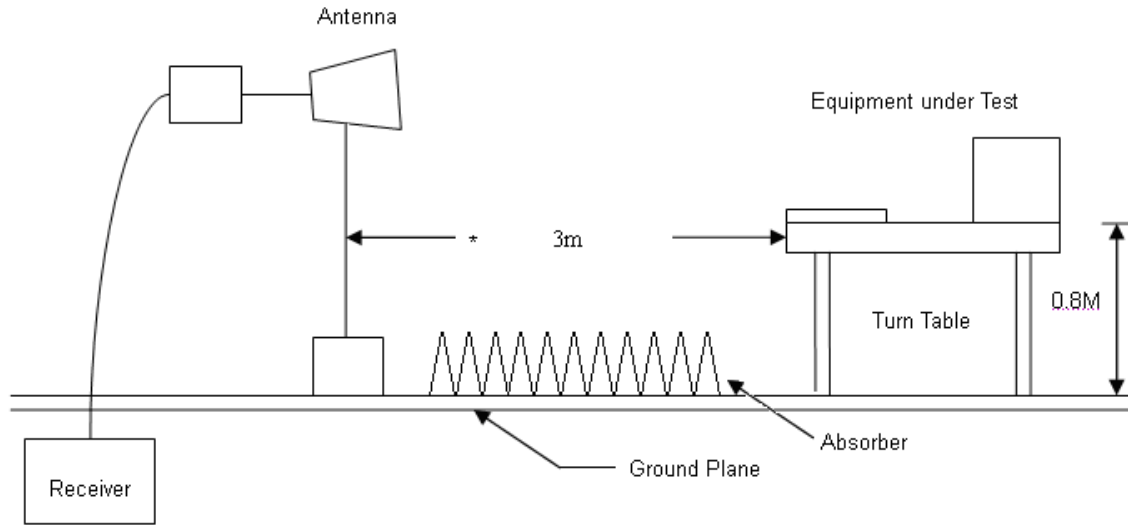 Antenna
Equipment under Test
* 3m
0.8M
Turn Table
Absorber
Ground Plane
Receiver